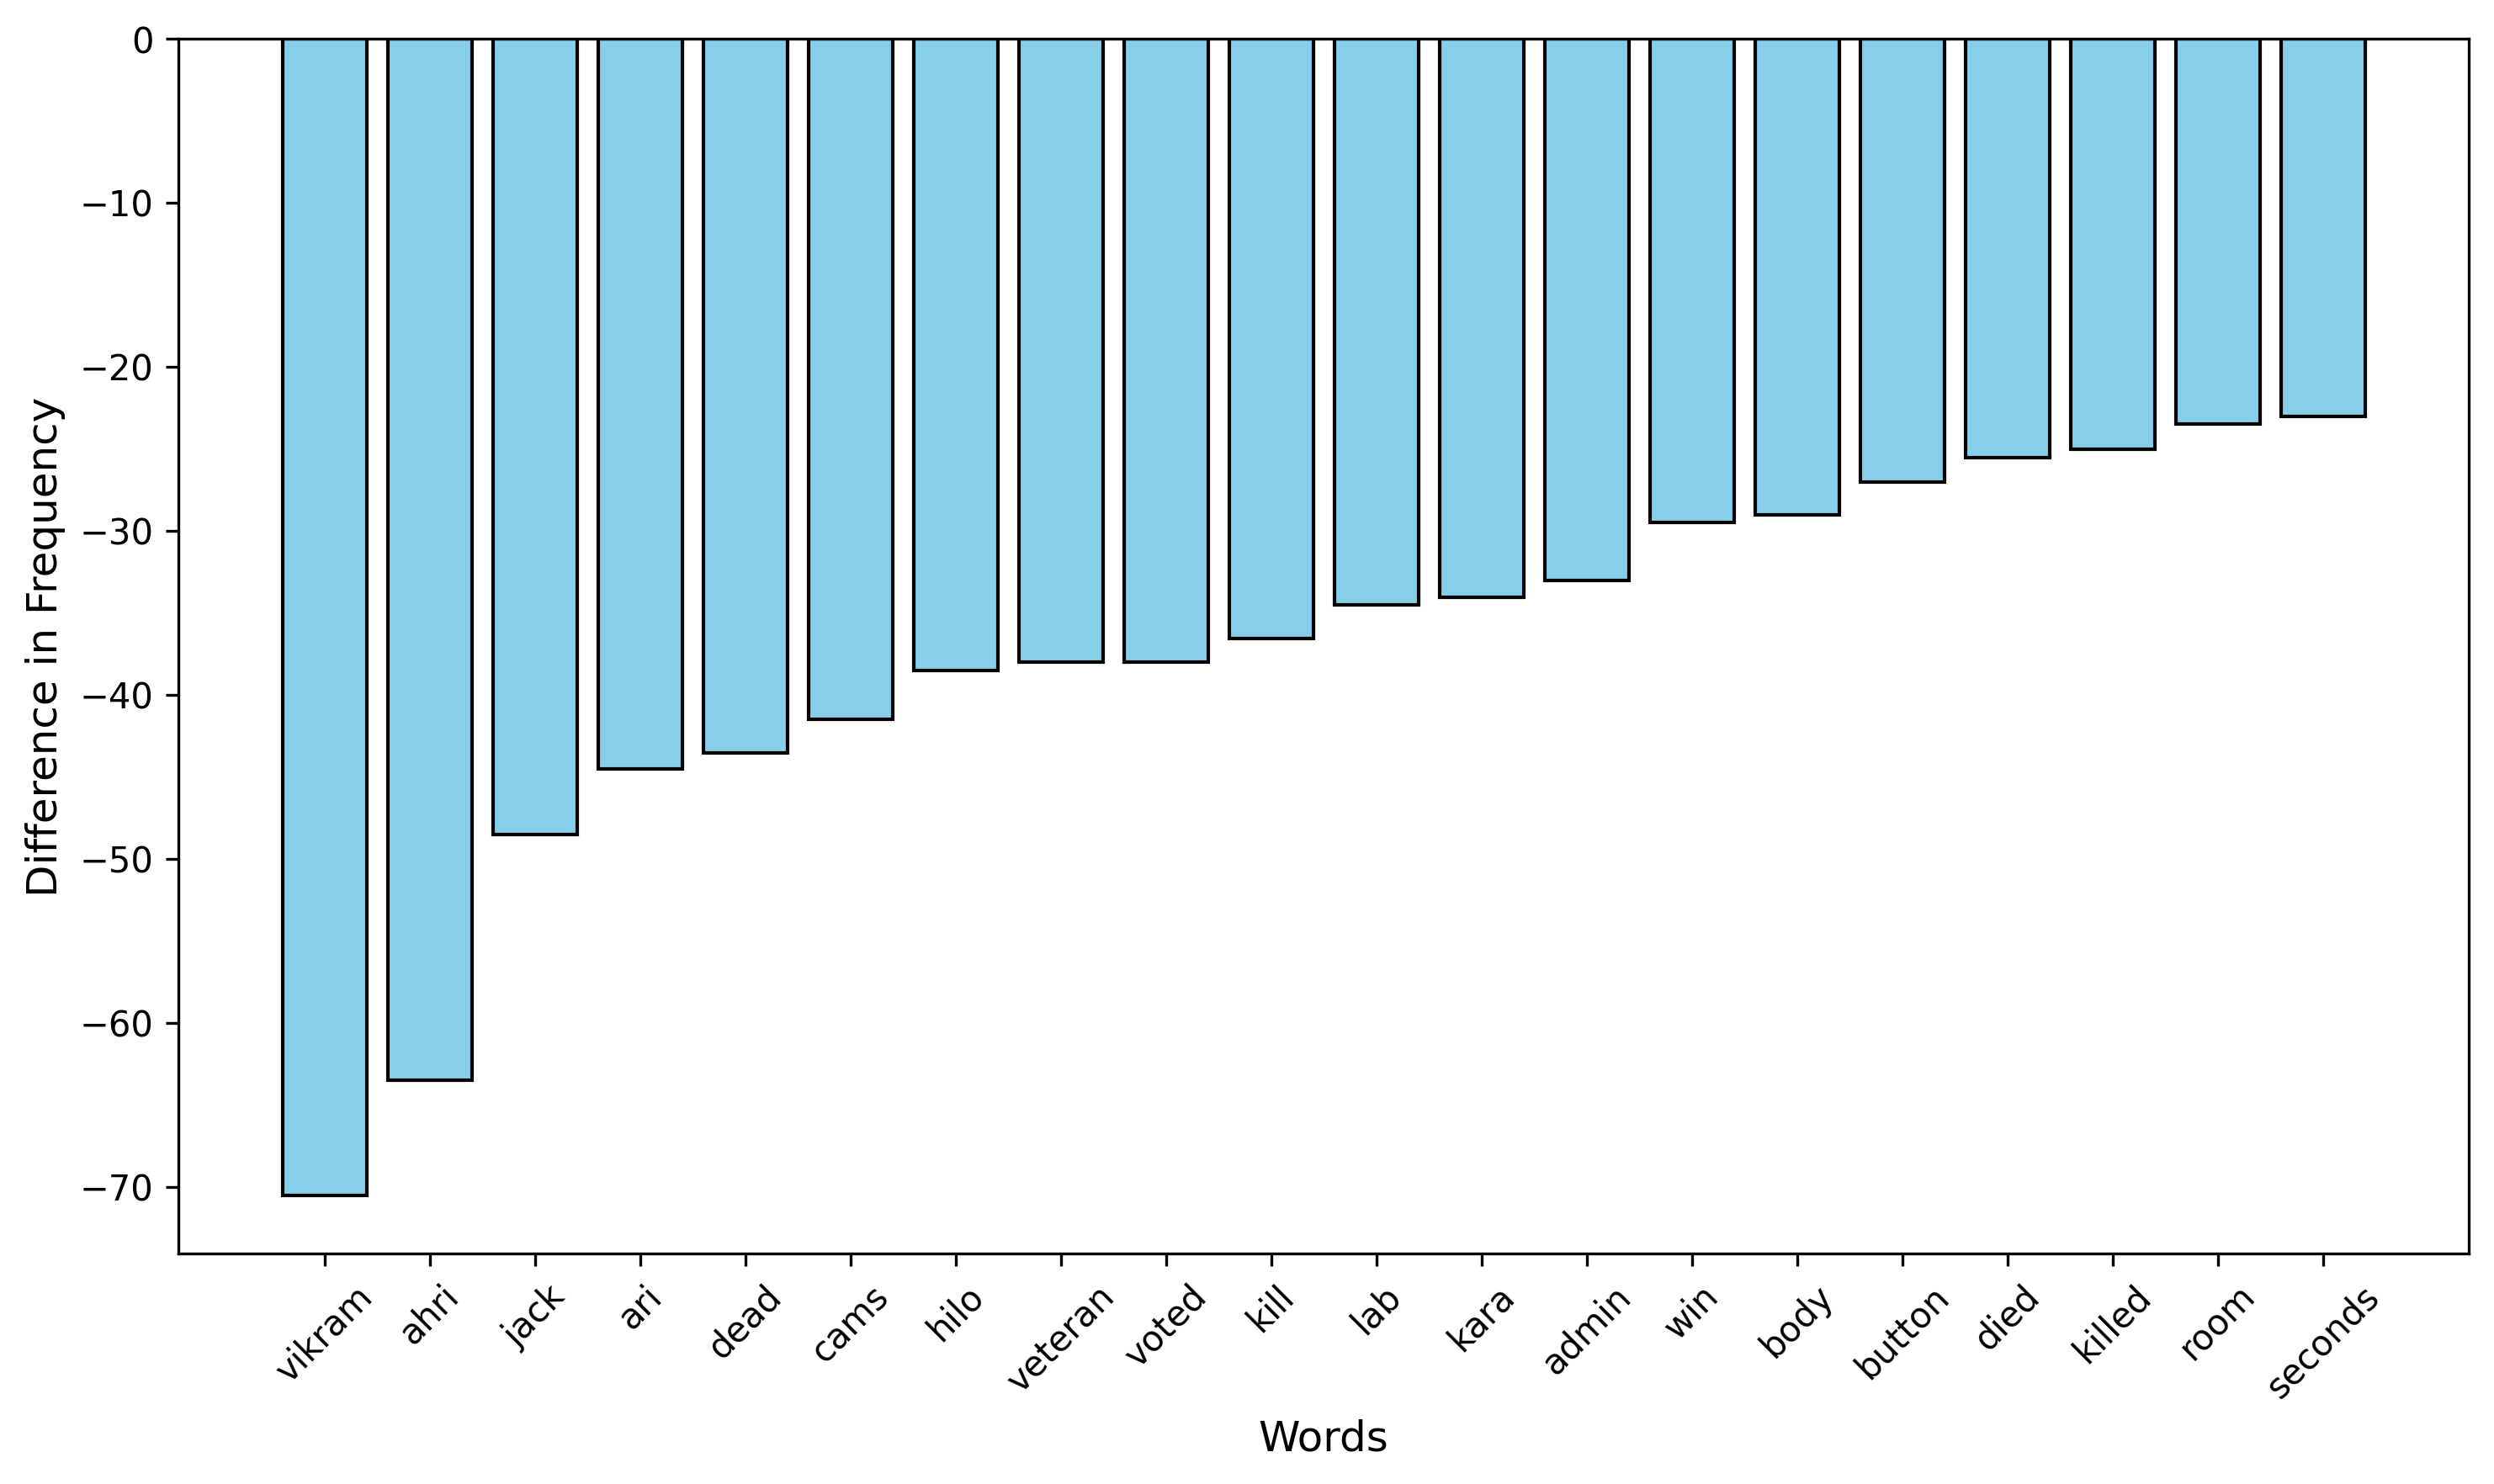 Difference in Frequency
0
−10
−20
−30
−40
−50
−60
−70
vikram
ahri
jack
ari
dead
cams
hilo
veteran
voted
kill
lab
kara
admin
win
body
button
died
killed
room
seconds
Words